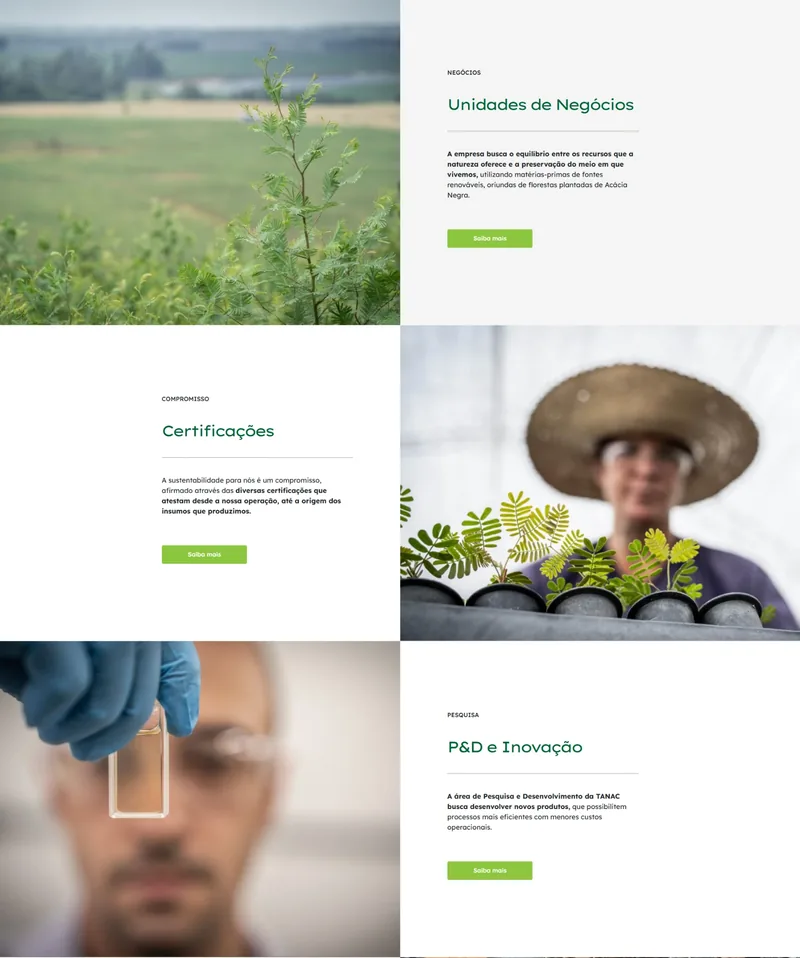 NEGÓCIOS
Unidades de Negócios
A empresa busca o equilíbrio entre os recursos que a
natureza oferece e a preservação do meio em que
vivemos, utilizando matérias-primas de fontes
renováveis, oriundas de florestas plantadas de Acácia
Negra.
Saiba mais
COMPROMISSO
Certificações
A sustentabilidade para nós é um compromisso,
afirmado através das diversas certificações que
atestam desde a nossa operação, até a origem dos
insumos que produzimos.
Saiba mais
PESQUISA
P&D e Inovação
A área de Pesquisa e Desenvolvimento da TANAC
busca desenvolver novos produtos, que possibilitem
processos mais eficientes com menores custos
operacionais.
Saiba mais